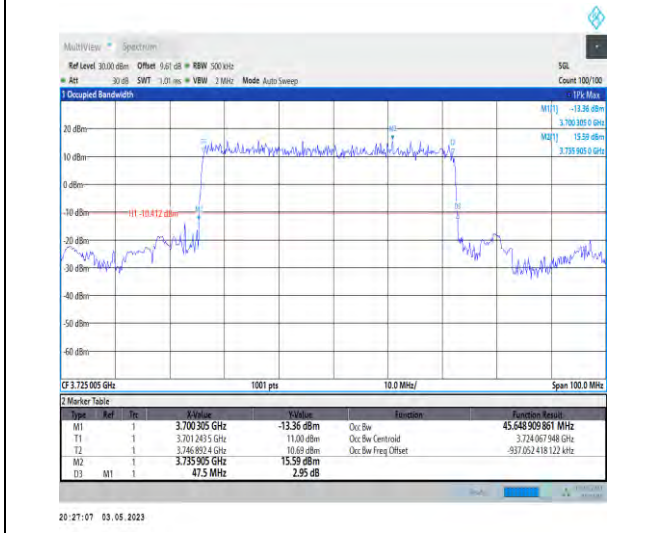 MultiView Spectrum
Ref Level 30.00 dBm Offset 9.61 dB RBW 500 kHz SGL
Att 30 dB SWT 1.01 ms VBW 2 MHz Mode Auto Sweep Count 100/100
1 Occupied Bandwidth 1Pk Max
M1[1] -13.36 dBm
3.700 305 0 GHz
M2[1] 15.59 dBm
3.735 905 0 GHz
20 dBm
M2
10 dBm
0 dBm
-10 dBm H1 -10.412 dBm M1 D3
-20 dBm
-30 dBm
-40 dBm
-50 dBm
-60 dBm
CF 3.725 005 GHz 1001 pts 10.0 MHz/ Span 100.0 MHz
2 Marker Table
Type Ref Trc X-Value Y-Value Function Function Result
M1 1 3.700 305 GHz -13.36 dBm Occ Bw 45.648 909 861 MHz
T1 1 3.701 243 5 GHz 11.00 dBm Occ Bw Centroid 3.724 067 948 GHz
T2 1 3.746 892 4 GHz 10.69 dBm Occ Bw Freq Offset -937.052 418 122 kHz
M2 1 3.735 905 GHz 15.59 dBm
D3 M1 1 47.5 MHz 2.95 dB
20:27:07 03.05.2023